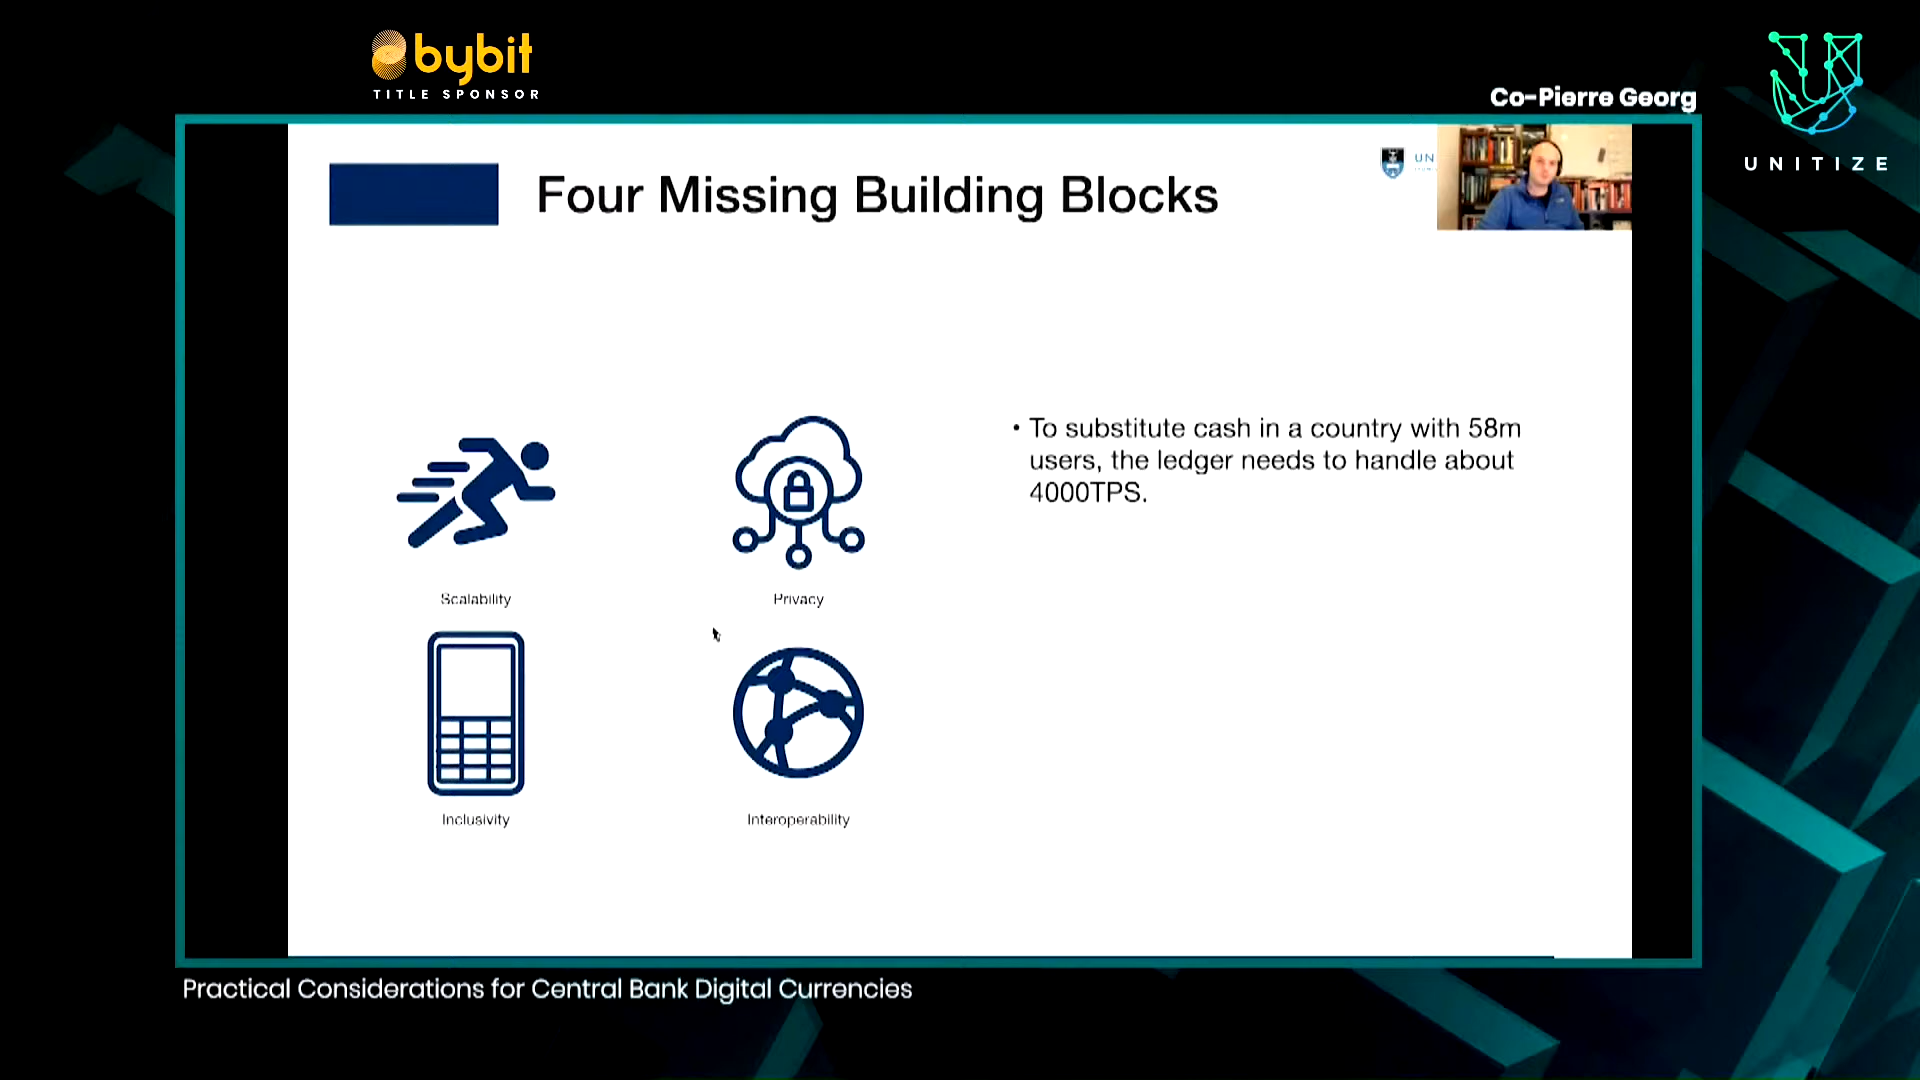 bybit
TITLE SPONSOR
Co-Pierre Georg
UNITIZE
Four Missing Building Blocks
UN
• To substitute cash in a country with 58m
users, the ledger needs to handle about
4000TPS.
Scalability
Privacy
Inclusivity
Interoperability
Practical Considerations for Central Bank Digital Currencies